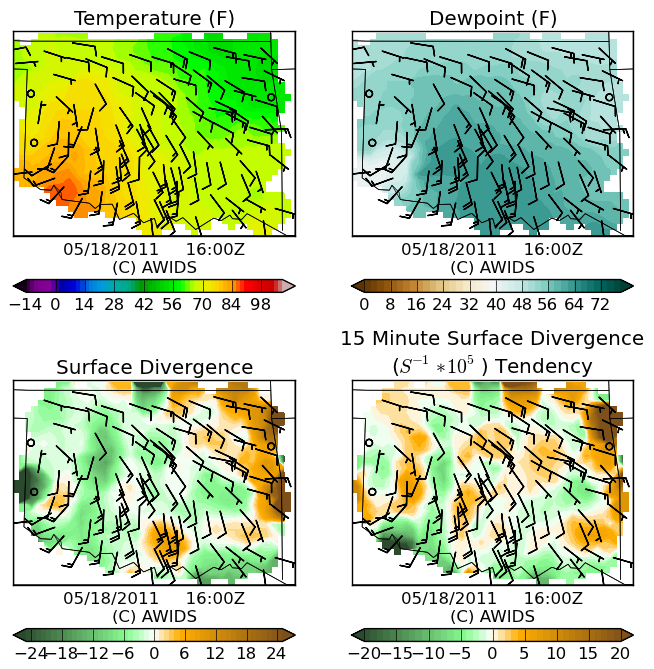 Temperature (F)
Dewpoint (F)
05/18/2011 16:00Z
(C) AWIDS
05/18/2011 16:00Z
(C) AWIDS
−14 0 14 28 42 56 70 84 98
0 8 16 24 32 40 48 56 64 72
Surface Divergence
15 Minute Surface Divergence
(S⁻¹ *10⁵ ) Tendency
05/18/2011 16:00Z
(C) AWIDS
05/18/2011 16:00Z
(C) AWIDS
−24 −18 −12 −6 0 6 12 18 24
−20 −15 −10 −5 0 5 10 15 20